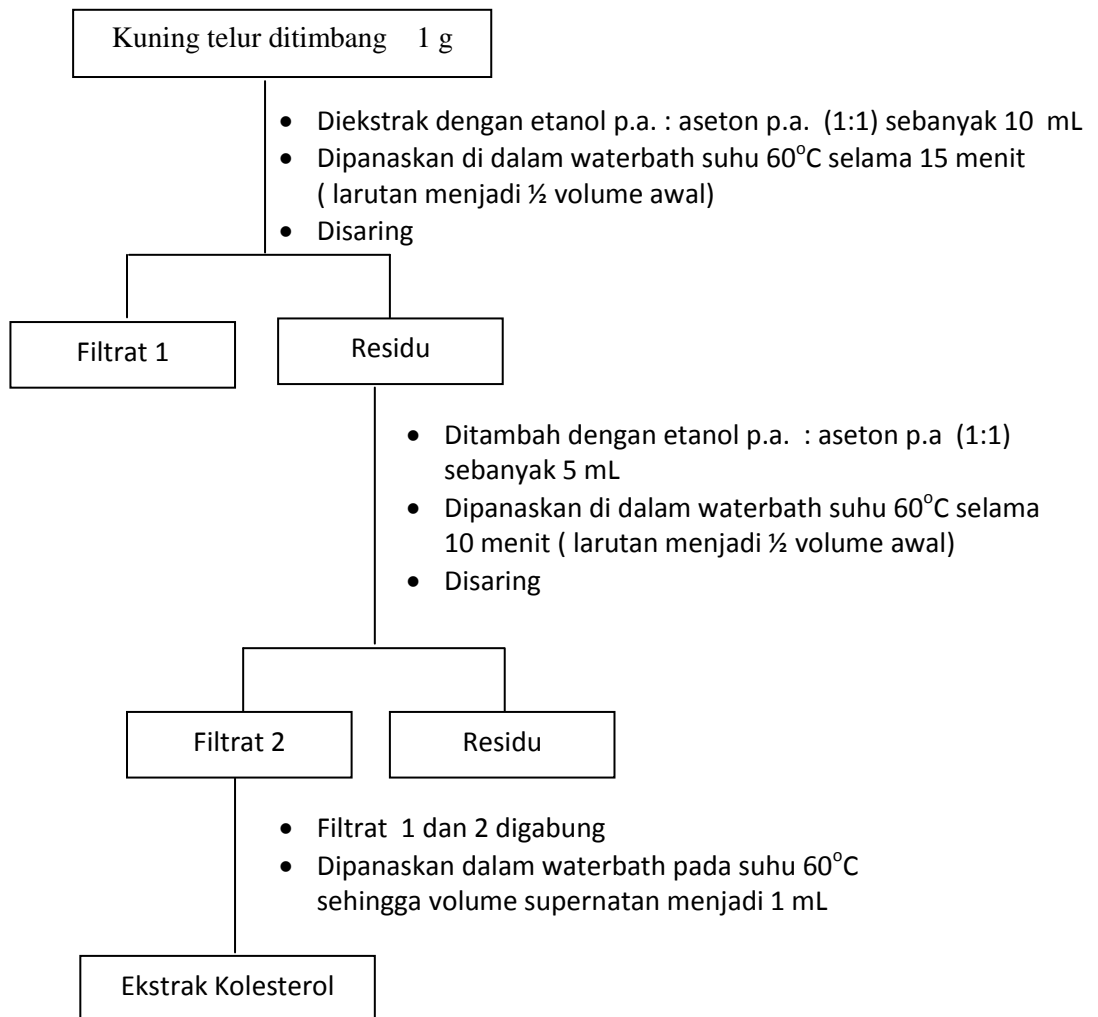 Kuning telur ditimbang 1 g
• Diekstrak dengan etanol p.a. : aseton p.a. (1:1) sebanyak 10 mL
• Dipanaskan di dalam waterbath suhu 60°C selama 15 menit
( larutan menjadi ½ volume awal)
• Disaring
Filtrat 1
Residu
• Ditambah dengan etanol p.a. : aseton p.a (1:1)
sebanyak 5 mL
• Dipanaskan di dalam waterbath suhu 60°C selama
10 menit ( larutan menjadi ½ volume awal)
• Disaring
Filtrat 2
Residu
• Filtrat 1 dan 2 digabung
• Dipanaskan dalam waterbath pada suhu 60°C
sehingga volume supernatan menjadi 1 mL
Ekstrak Kolesterol